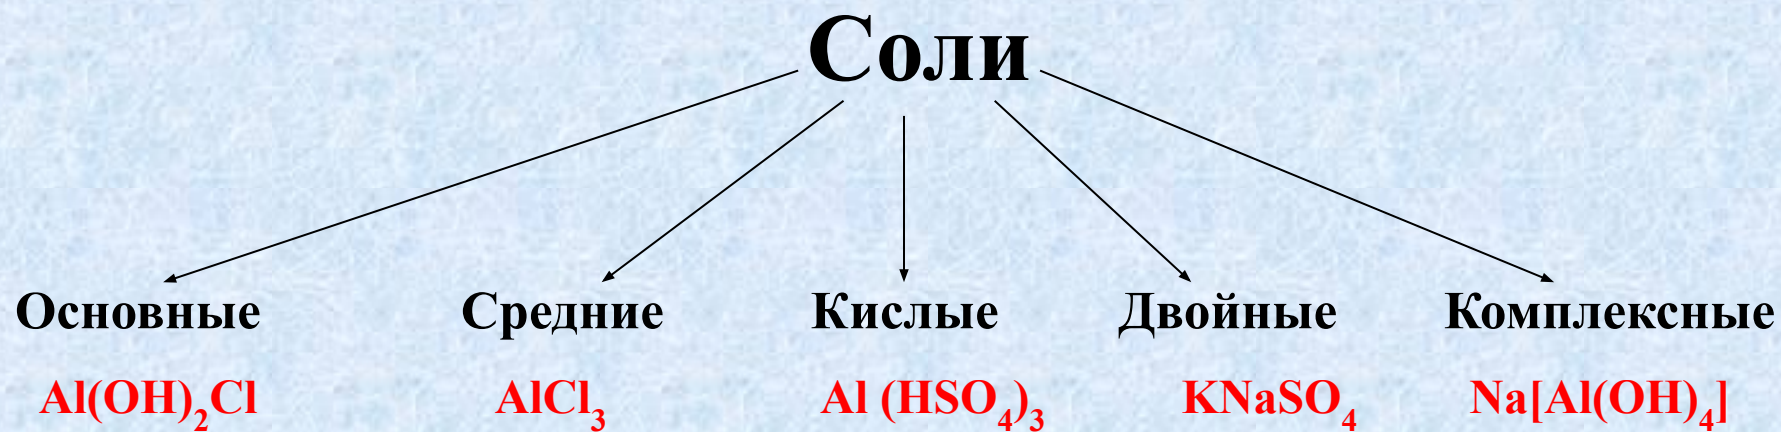 Соли
Основные Средние Кислые Двойные Комплексные
Al(OH)₂Cl AlCl₃ Al (HSO₄)₃ KNaSO₄ Na[Al(OH)₄]